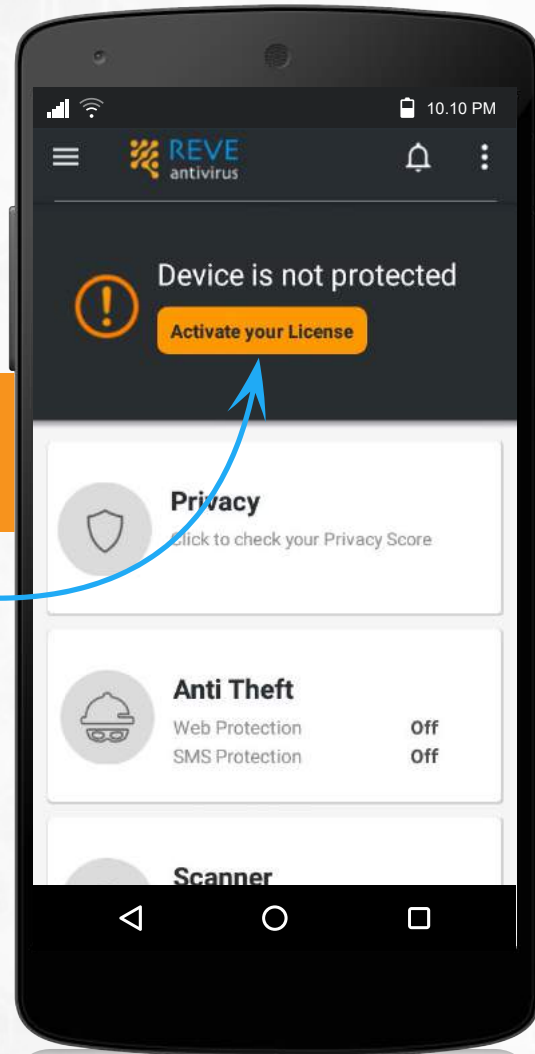 10.10 PM
REVE
antivirus
Device is not protected
Activate your License
Privacy
Click to check your Privacy Score
Anti Theft
Web Protection Off
SMS Protection Off
Scanner